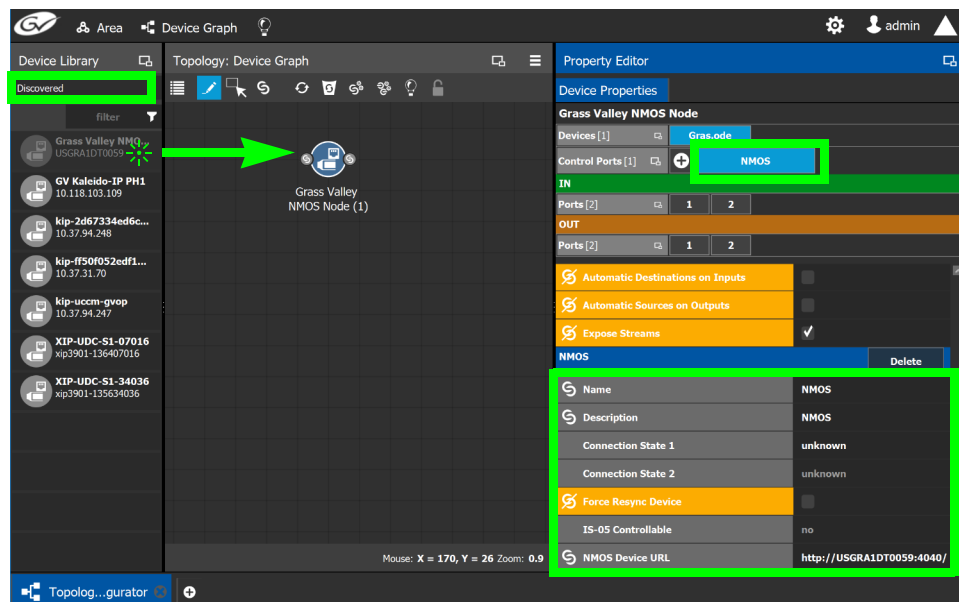 GV Area Device Graph admin
Device Library
Discovered
filter
Grass Valley NMO...
USGRA1DT0059
GV Kaleido-IP PH1
10.118.103.109
kip-2d67334ed6c...
10.37.94.248
kip-ff50f052edf1...
10.37.31.70
kip-uccm-gvop
10.37.94.247
XIP-UDC-S1-07016
xip3901-136407016
XIP-UDC-S1-34036
xip3901-135634036
Topology: Device Graph
Grass Valley
NMOS Node (1)
Mouse: X = 170, Y = 26 Zoom: 0.9
Property Editor
Device Properties
Grass Valley NMOS Node
Devices [1] Gras.ode
Control Ports [1] NMOS
IN
Ports [2] 1 2
OUT
Ports [2] 1 2
Automatic Destinations on Inputs
Automatic Sources on Outputs
Expose Streams
NMOS Delete
Name NMOS
Description NMOS
Connection State 1 unknown
Connection State 2 unknown
Force Resync Device
IS-05 Controllable no
NMOS Device URL http://USGRA1DT0059:4040/
Topolog...gurator